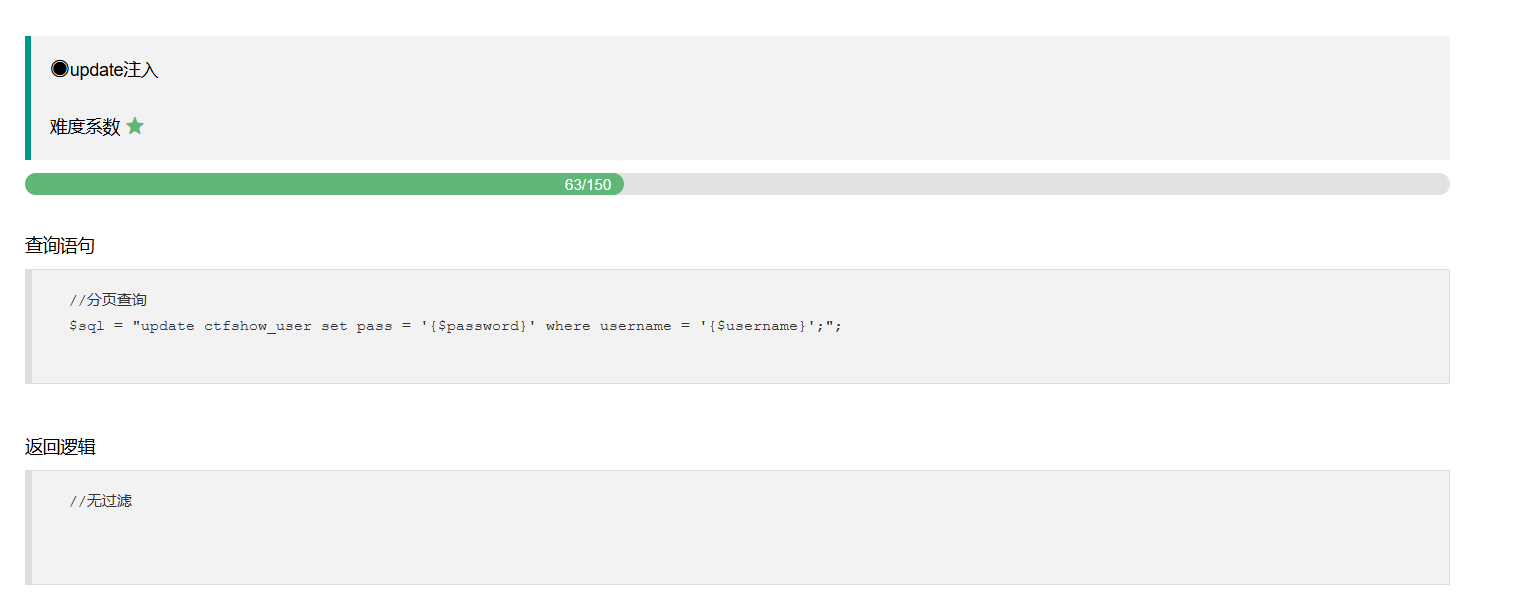 ◉update注入
难度系数 ★
63/150
查询语句
//分页查询
$sql = "update ctfshow_user set pass = '{$password}' where username = '{$username}';";
返回逻辑
//无过滤